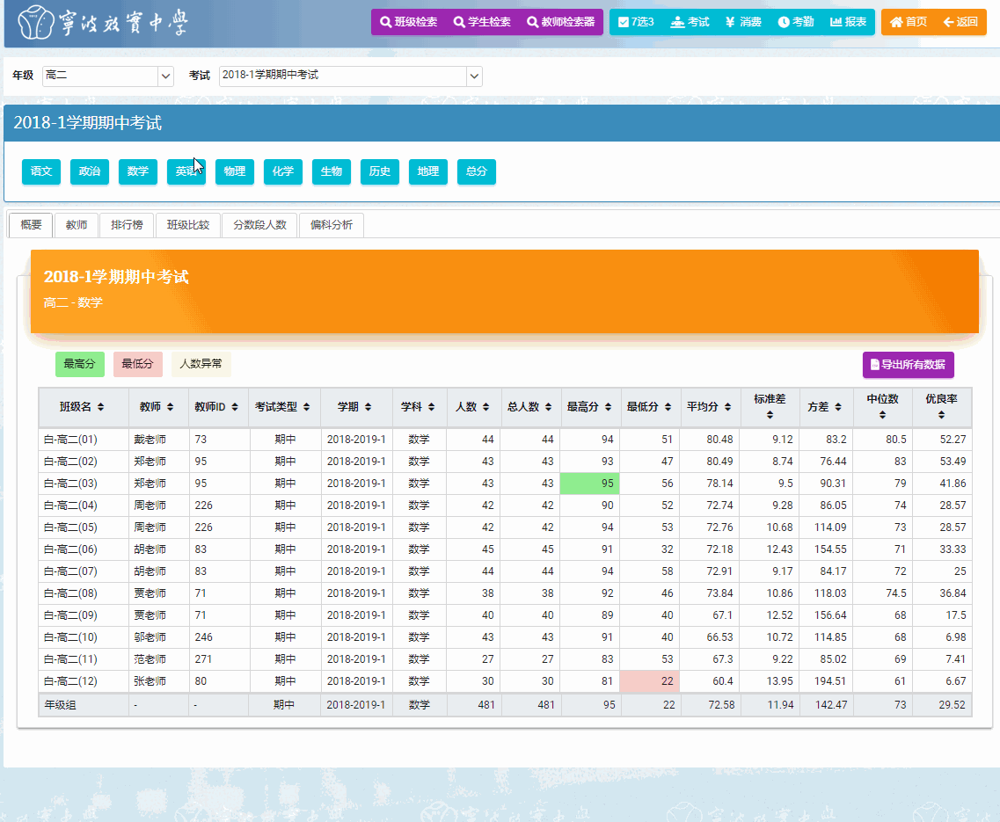 寧波效實中學 班级检索 学生检索 教师检索器 7选3 考试 消费 考勤 报表 首页 返回
年级 高二 考试 2018-1学期期中考试
2018-1学期期中考试
语文 政治 数学 英语 物理 化学 生物 历史 地理 总分
概要 教师 排行榜 班级比较 分数段人数 偏科分析
2018-1学期期中考试
高二 - 数学
最高分 最低分 人数异常 导出所有数据
班级名 教师 教师ID 考试类型 学期 学科 人数 总人数 最高分 最低分 平均分 标准差 方差 中位数 优良率
白-高二(01) 戴老师 73 期中 2018-2019-1 数学 44 44 94 51 80.48 9.12 83.2 80.5 52.27
白-高二(02) 郑老师 95 期中 2018-2019-1 数学 43 43 93 47 80.49 8.74 76.44 83 53.49
白-高二(03) 郑老师 95 期中 2018-2019-1 数学 43 43 95 56 78.14 9.5 90.31 79 41.86
白-高二(04) 周老师 226 期中 2018-2019-1 数学 42 42 90 52 72.74 9.28 86.05 74 28.57
白-高二(05) 周老师 226 期中 2018-2019-1 数学 42 42 94 53 72.76 10.68 114.09 73 28.57
白-高二(06) 胡老师 83 期中 2018-2019-1 数学 45 45 91 32 72.18 12.43 154.55 71 33.33
白-高二(07) 胡老师 83 期中 2018-2019-1 数学 44 44 94 58 72.91 9.17 84.17 72 25
白-高二(08) 贾老师 71 期中 2018-2019-1 数学 38 38 92 46 73.84 10.86 118.03 74.5 36.84
白-高二(09) 贾老师 71 期中 2018-2019-1 数学 40 40 89 40 67.1 12.52 156.64 68 17.5
白-高二(10) 邬老师 246 期中 2018-2019-1 数学 43 43 91 40 66.53 10.72 114.85 68 6.98
白-高二(11) 范老师 271 期中 2018-2019-1 数学 27 27 83 53 67.3 9.22 85.02 69 7.41
白-高二(12) 张老师 80 期中 2018-2019-1 数学 30 30 81 22 60.4 13.95 194.51 61 6.67
年级组 - - 期中 2018-2019-1 数学 481 481 95 22 72.58 11.94 142.47 73 29.52